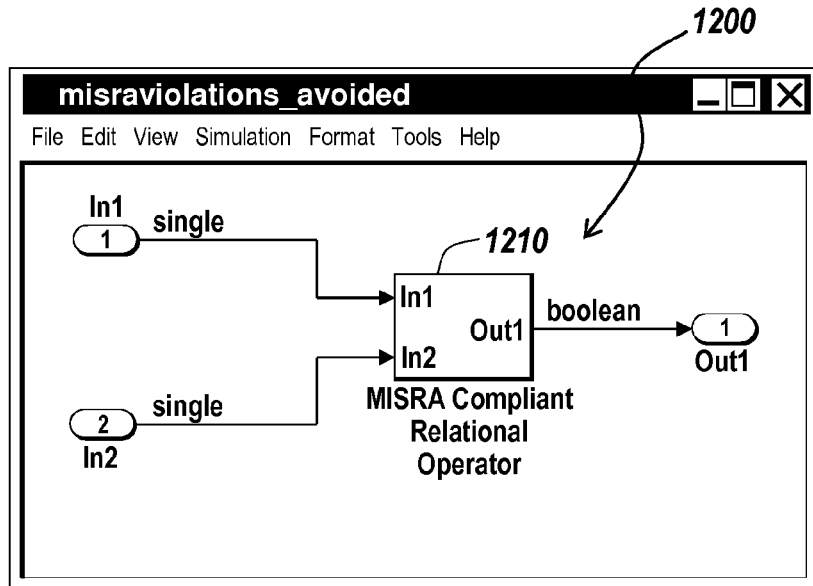 1200
misraviolations_avoided
File Edit View Simulation Format Tools Help
In1
1
single
1210
In1
In2
Out1
boolean
1
Out1
MISRA Compliant
Relational
Operator
single
2
In2